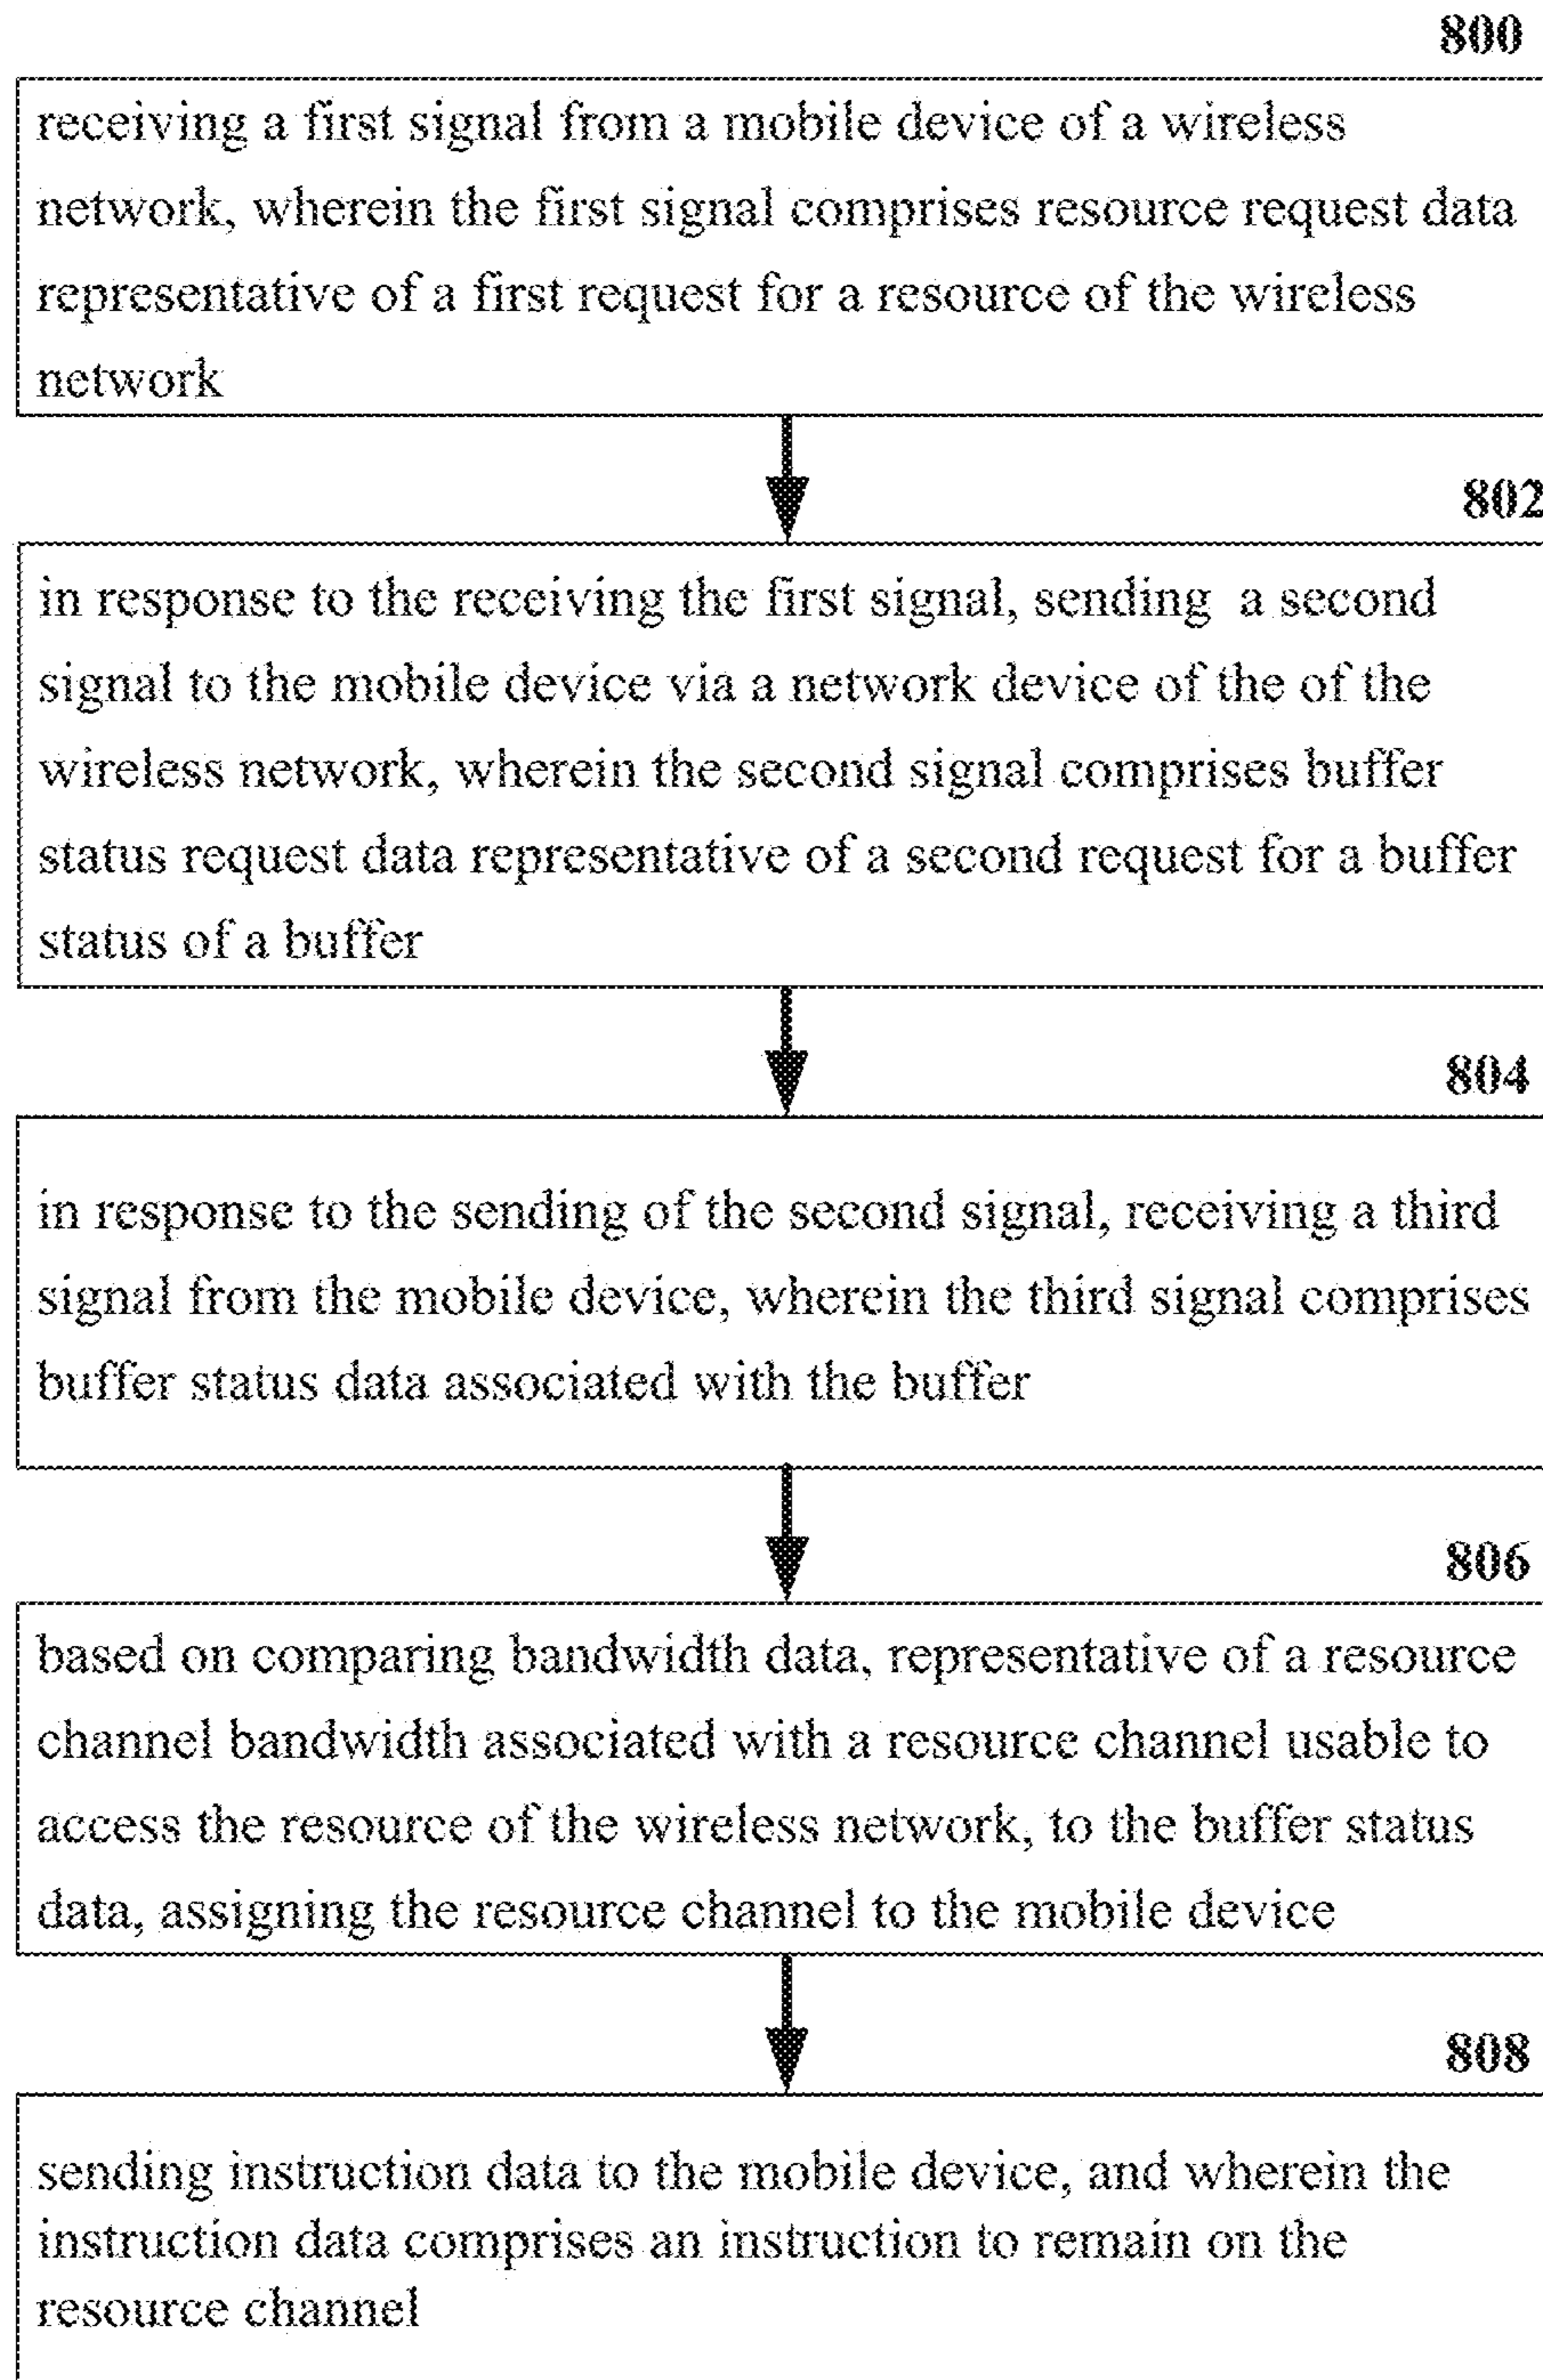 800
receiving a first signal from a mobile device of a wireless
network, wherein the first signal comprises resource request data
representative of a first request for a resource of the wireless
network
802
in response to the receiving the first signal, sending a second
signal to the mobile device via a network device of the of the
wireless network, wherein the second signal comprises buffer
status request data representative of a second request for a buffer
status of a buffer
804
in response to the sending of the second signal, receiving a third
signal from the mobile device, wherein the third signal comprises
buffer status data associated with the buffer
806
based on comparing bandwidth data, representative of a resource
channel bandwidth associated with a resource channel usable to
access the resource of the wireless network, to the buffer status
data, assigning the resource channel to the mobile device
808
sending instruction data to the mobile device, and wherein the
instruction data comprises an instruction to remain on the
resource channel